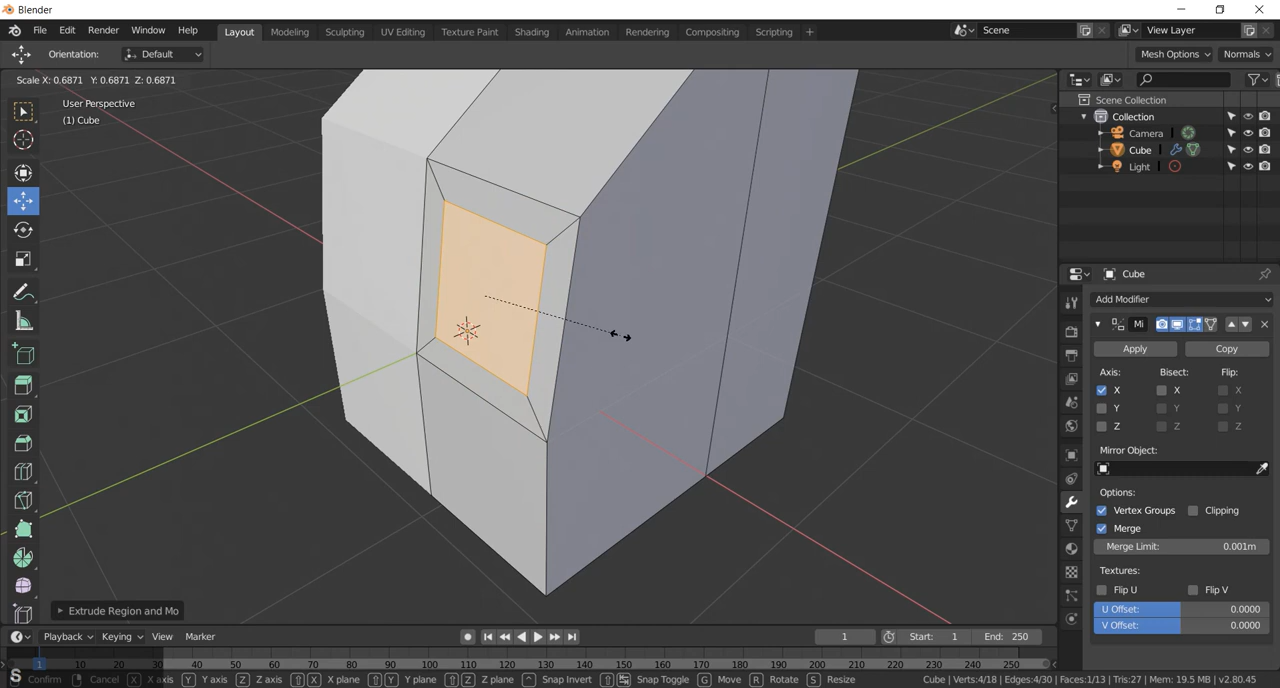 Blender
File Edit Render Window Help
Layout Modeling Sculpting UV Editing Texture Paint Shading Animation Rendering Compositing Scripting +
Scene
View Layer
Orientation: Default
Mesh Options Normals
Scale X: 0.6871 Y: 0.6871 Z: 0.6871
User Perspective
(1) Cube
Scene Collection
Collection
Camera
Cube
Light
Cube
Add Modifier
Mi
Apply Copy
Axis: Bisect: Flip:
X X X
Y Y Y
Z Z Z
Mirror Object:
Options:
Vertex Groups Clipping
Merge
Merge Limit: 0.001m
Textures:
Flip U Flip V
U Offset: 0.0000
V Offset: 0.0000
Extrude Region and Mo
Playback Keying View Marker
1 Start: 1 End: 250
1 10 20 30 40 50 60 70 80 90 100 110 120 130 140 150 160 170 180 190 200 210 220 230 240 250
S Confirm Cancel X X axis Y Y axis Z Z axis X X plane Y Y plane Z Z plane Snap Invert Snap Toggle G Move R Rotate S Resize
Cube | Verts:4/18 | Edges:4/30 | Faces:1/13 | Tris:27 | Mem: 19.5 MB | v2.80.45